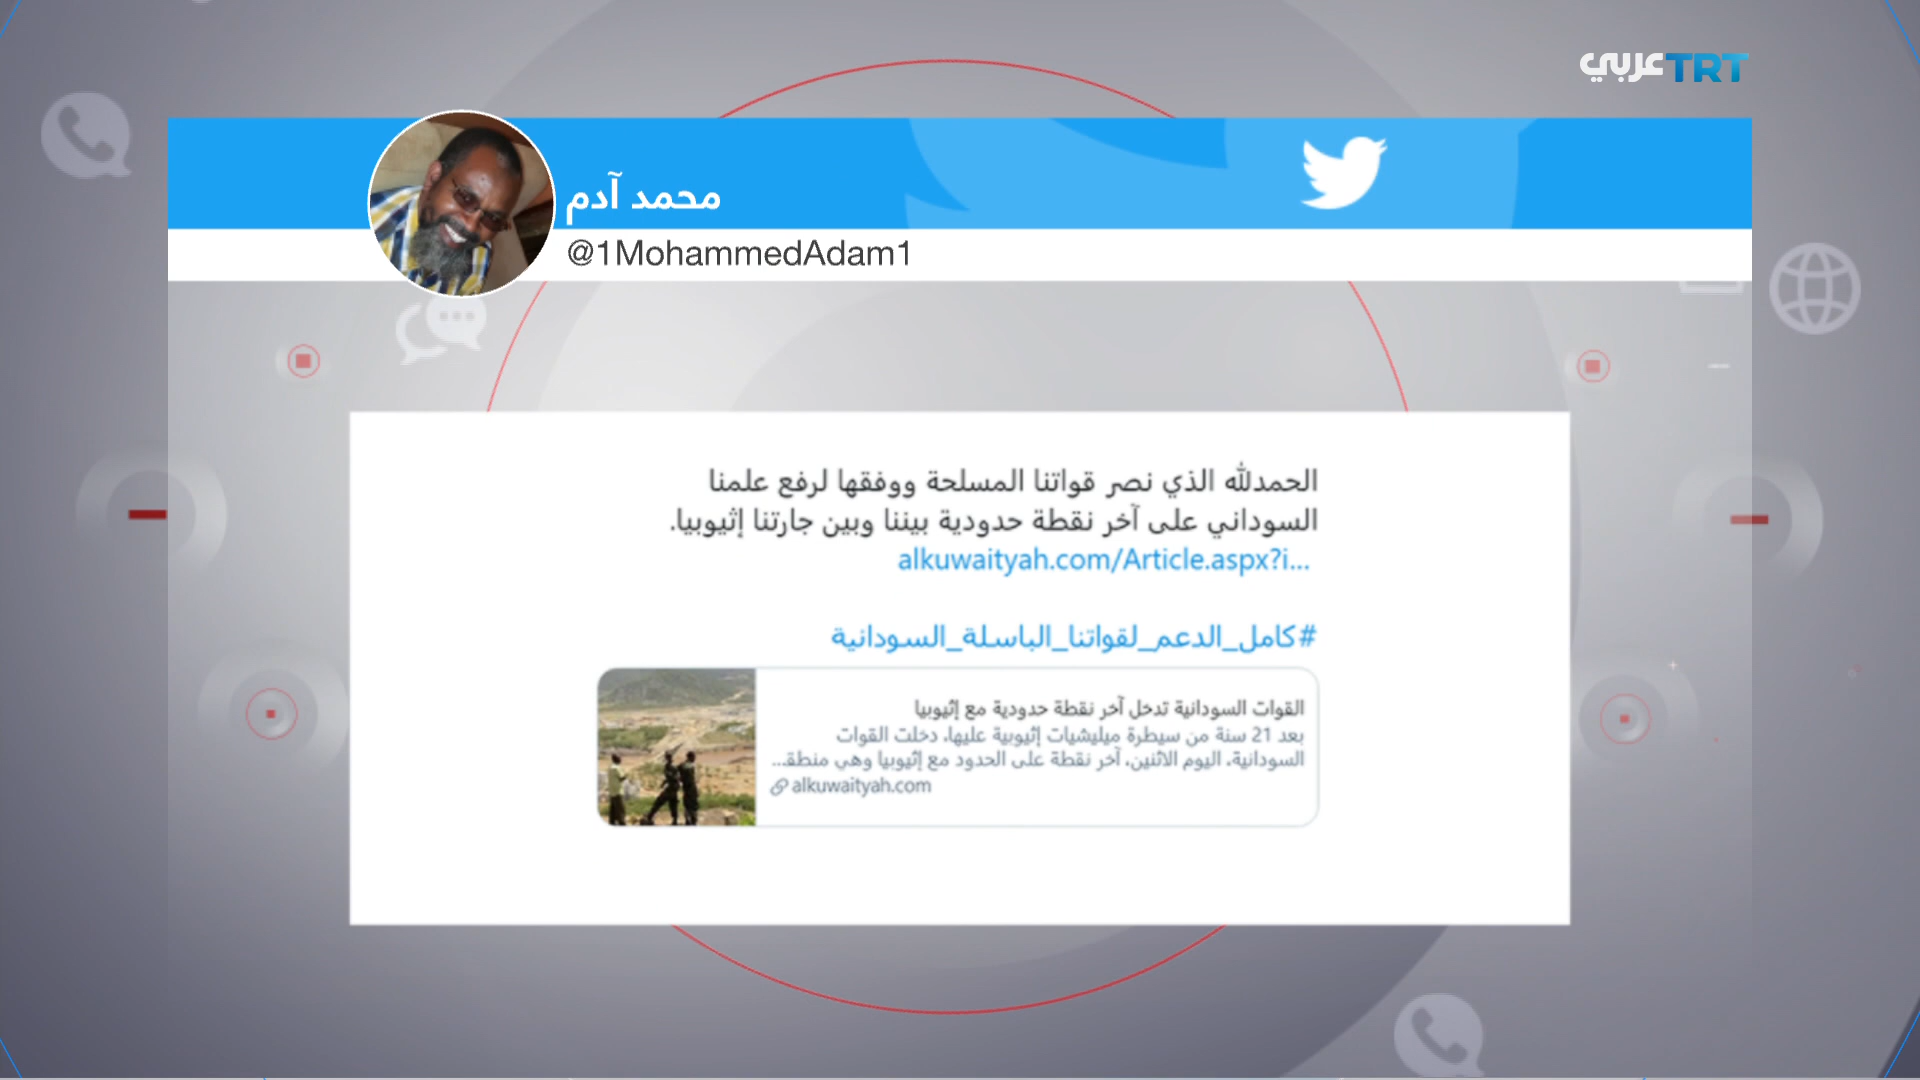 TRT عربي
محمد آدم
@1MohammedAdam1
الحمدلله الذي نصر قواتنا المسلحة ووفقها لرفع علمنا
السوداني على آخر نقطة حدودية بيننا وبين جارتنا إثيوبيا.
alkuwaityah.com/Article.aspx?i...
#كامل_الدعم_لقواتنا_الباسلة_السودانية
القوات السودانية تدخل آخر نقطة حدودية مع إثيوبيا
بعد 21 سنة من سيطرة ميليشيات إثيوبية عليها، دخلت القوات
السودانية، اليوم الاثنين، آخر نقطة على الحدود مع إثيوبيا وهي منطقـ...
alkuwaityah.com